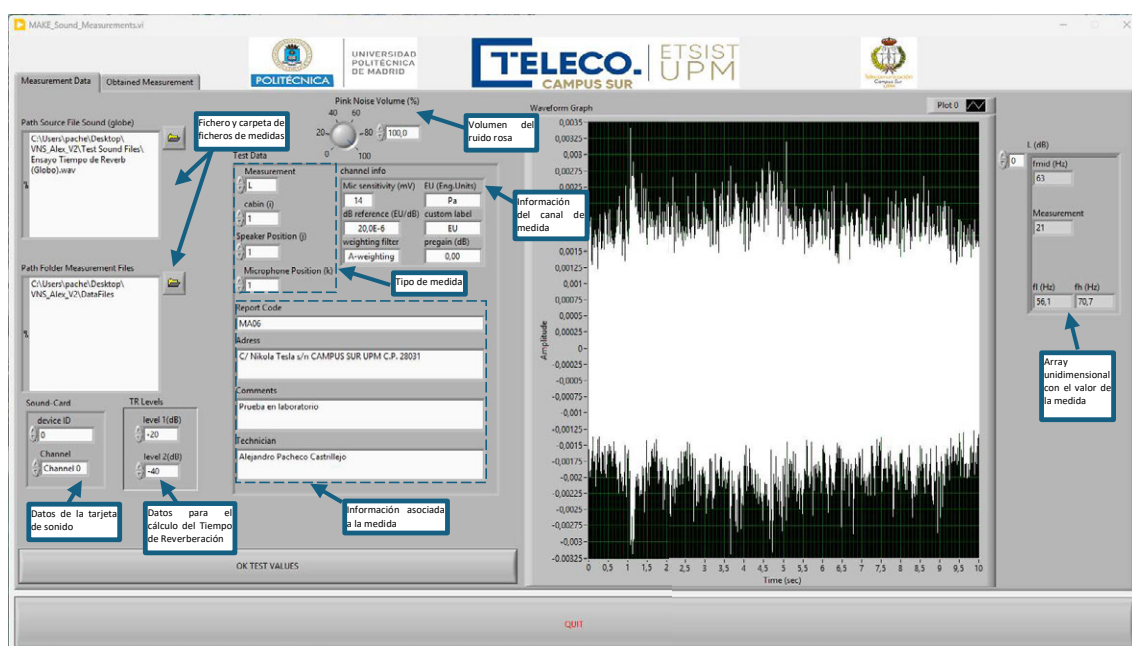 MAKE_Sound_Measurements.vi
POLITÉCNICA
UNIVERSIDAD
POLITÉCNICA
DE MADRID
TELECO.
CAMPUS SUR
ETSIST
UPM
Campus Sur
UPM
Measurement Data
Obtained Measurement
Path Source File Sound (globe)
C:\Users\pache\Desktop\
VNS_Alex_V2\Test Sound Files\
Ensayo Tiempo de Reverb
(Globo).wav
Fichero y carpeta de
ficheros de medidas
Path Folder Measurement Files
C:\Users\pache\Desktop\
VNS_Alex_V2\DataFiles
Sound-Card
device ID
0
Channel
Channel 0
TR Levels
level 1(dB)
-20
level 2(dB)
-40
Datos de la tarjeta
de sonido
Datos para el
cálculo del Tiempo
de Reverberación
Pink Noise Volume (%)
0
20
40
60
80
100
100,0
Volumen del
ruido rosa
Test Data
Measurement
L
cabin (i)
1
Speaker Position (j)
1
Microphone Position (k)
1
channel info
Mic sensitivity (mV)
14
EU (Eng.Units)
Pa
dB reference (EU/dB)
20,0E-6
custom label
EU
weighting filter
A-weighting
pregain (dB)
0,00
Información
del canal de
medida
Tipo de medida
Report Code
MA06
Adress
C/ Nikola Tesla s/n CAMPUS SUR UPM C.P. 28031
Comments
Prueba en laboratorio
Technician
Alejandro Pacheco Castrillejo
Información asociada
a la medida
OK TEST VALUES
Waveform Graph
Plot 0
Amplitude
0,0035
0,00325
0,003
0,00275
0,0025
0,0015
0,00125
0,001
0,00075
0,0005
0,00025
0
-0,00025
-0,0005
-0,00075
-0,001
-0,00125
-0,0015
-0,00175
-0,002
-0,00225
-0,0025
-0,00275
-0,003
-0.00325
0 0,5 1 1,5 2 2,5 3 3,5 4 4,5 5 5,5 6 6,5 7 7,5 8 8,5 9 9,5 10
Time (sec)
L (dB)
0
fmid (Hz)
63
Measurement
21
fl (Hz)
56,1
fh (Hz)
70,7
Array
unidimensional
con el valor de
la medida
QUIT